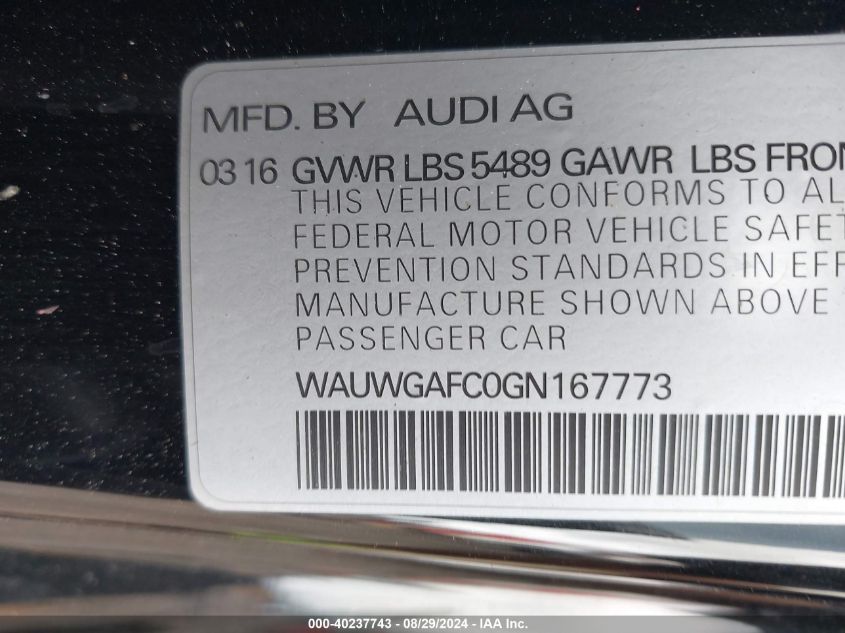 MFD. BY AUDI AG
03 16 GVWR LBS 5489 GAWR LBS FRON
THIS VEHICLE CONFORMS TO AL
FEDERAL MOTOR VEHICLE SAFET
PREVENTION STANDARDS IN EFF
MANUFACTURE SHOWN ABOVE
PASSENGER CAR
WAUWGAFC0GN167773
000-40237743 - 08/29/2024 - IAA Inc.